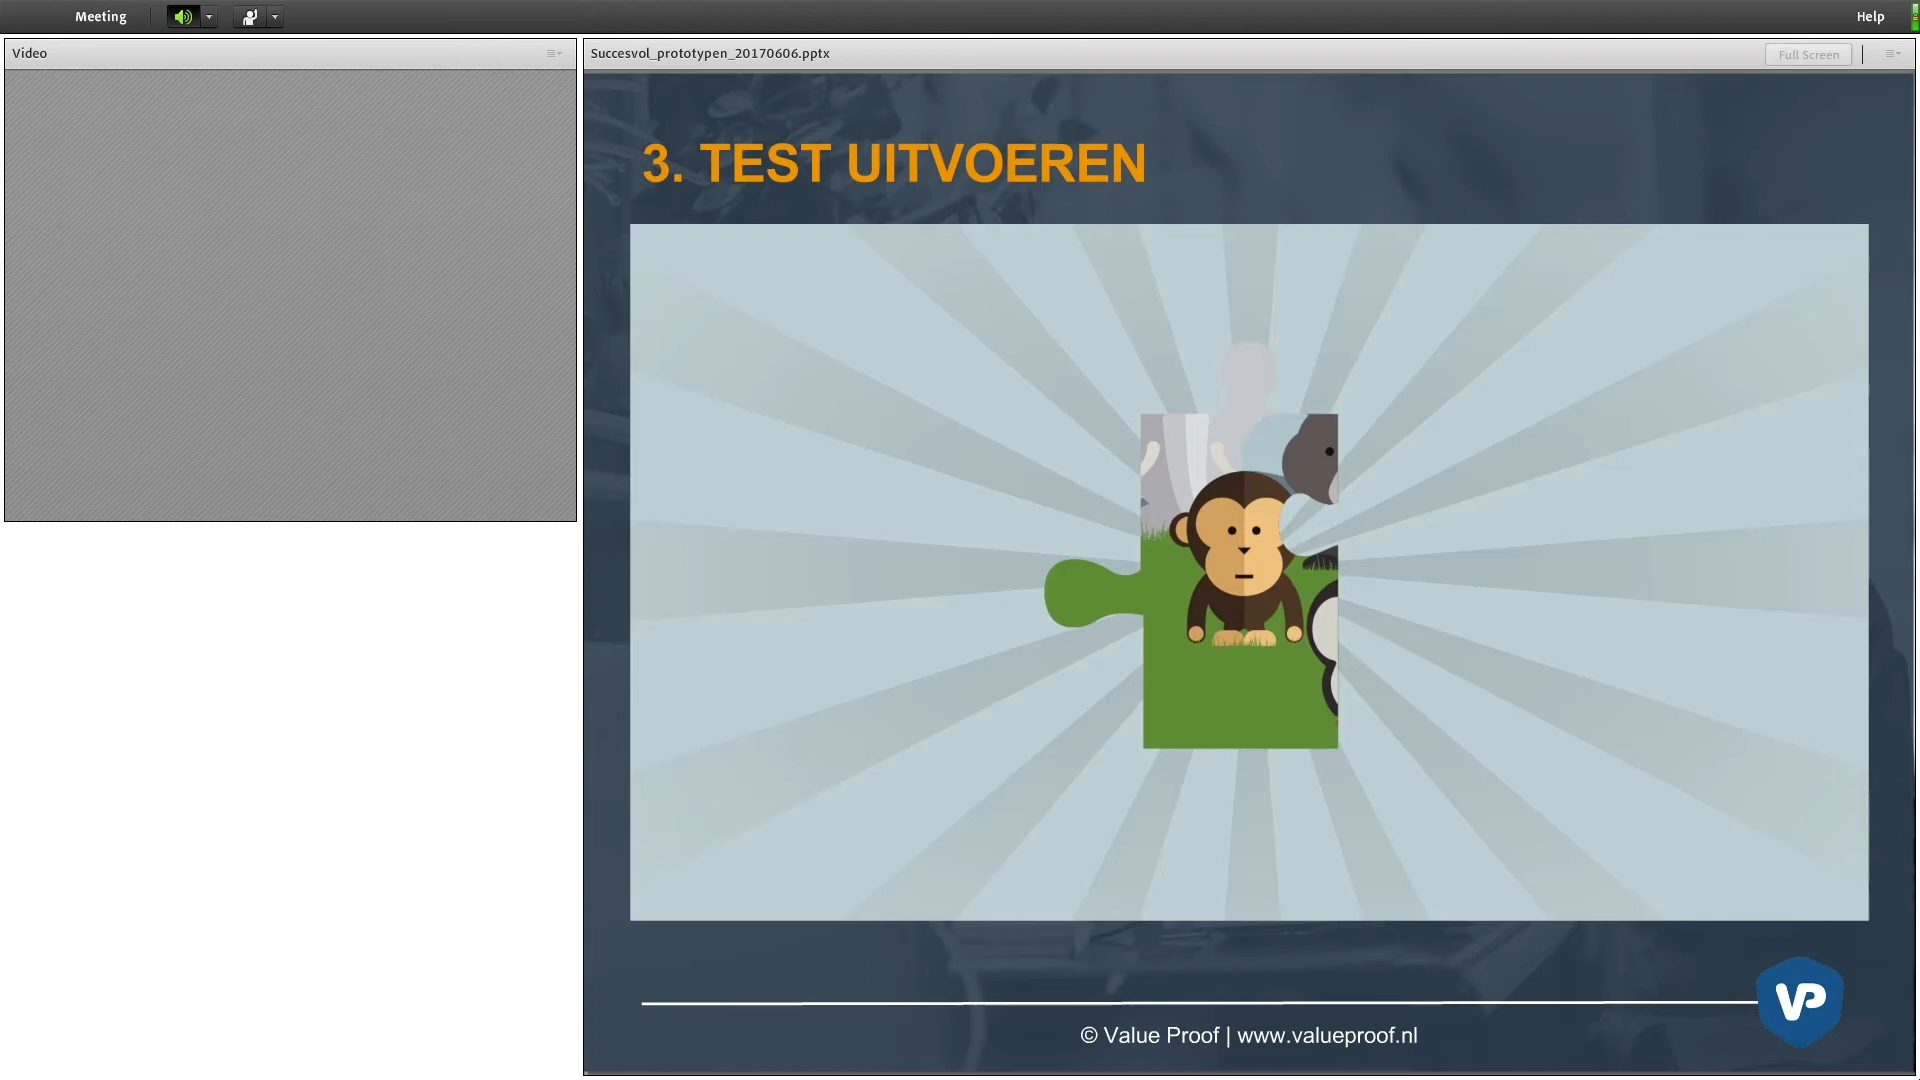 Meeting
Help
Video
Succesvol_prototypen_20170606.pptx
Full Screen
3. TEST UITVOEREN
VP
© Value Proof | www.valueproof.nl